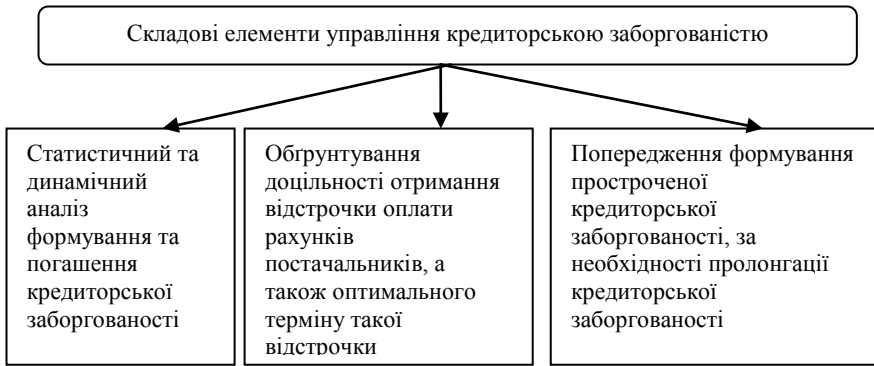 Складові елементи управління кредиторською заборгованістю
Статистичний та
динамічний
аналіз
формування та
погашення
кредиторської
заборгованості
Обґрунтування
доцільності отримання
відстрочки оплати
рахунків
постачальників, а
також оптимального
терміну такої
відстрочки
Попередження формування
простроченої
кредиторської
заборгованості, за
необхідності пролонгації
кредиторської
заборгованості